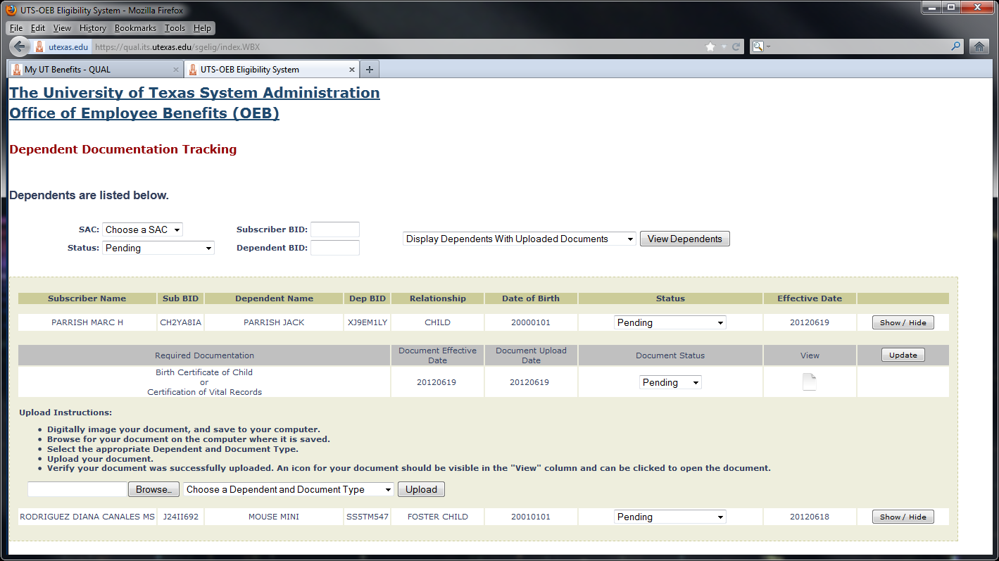 UTS-OEB Eligibility System - Mozilla Firefox
File Edit View History Bookmarks Tools Help
utexas.edu https://qual.its.utexas.edu/sgelig/index.WBX
My UT Benefits - QUAL UTS-OEB Eligibility System
The University of Texas System Administration
Office of Employee Benefits (OEB)
Dependent Documentation Tracking
Dependents are listed below.
SAC: Choose a SAC Subscriber BID:
Status: Pending Dependent BID:
Display Dependents With Uploaded Documents View Dependents
Subscriber Name Sub BID Dependent Name Dep BID Relationship Date of Birth Status Effective Date
PARRISH MARC H CH2YA8IA PARRISH JACK XJ9EM1LY CHILD 20000101 Pending 20120619 Show / Hide
Required Documentation Document Effective Date Document Upload Date Document Status View Update
Birth Certificate of Child
or
Certification of Vital Records
20120619 20120619 Pending
Upload Instructions:
• Digitally image your document, and save to your computer.
• Browse for your document on the computer where it is saved.
• Select the appropriate Dependent and Document Type.
• Upload your document.
• Verify your document was successfully uploaded. An icon for your document should be visible in the "View" column and can be clicked to open the document.
Browse… Choose a Dependent and Document Type Upload
RODRIGUEZ DIANA CANALES MS J24II692 MOUSE MINI SS5TM547 FOSTER CHILD 20010101 Pending 20120618 Show / Hide